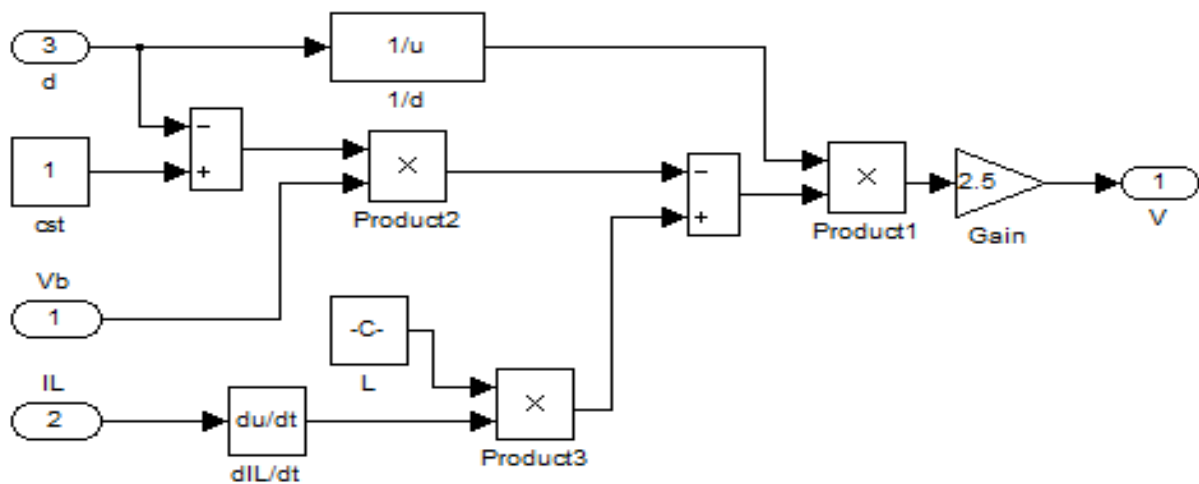 3
d
1/u
1/d
−
+
1
cst
×
Product2
−
+
×
Product1
2.5
Gain
1
V
Vb
1
-C-
L
IL
2
du/dt
dIL/dt
×
Product3